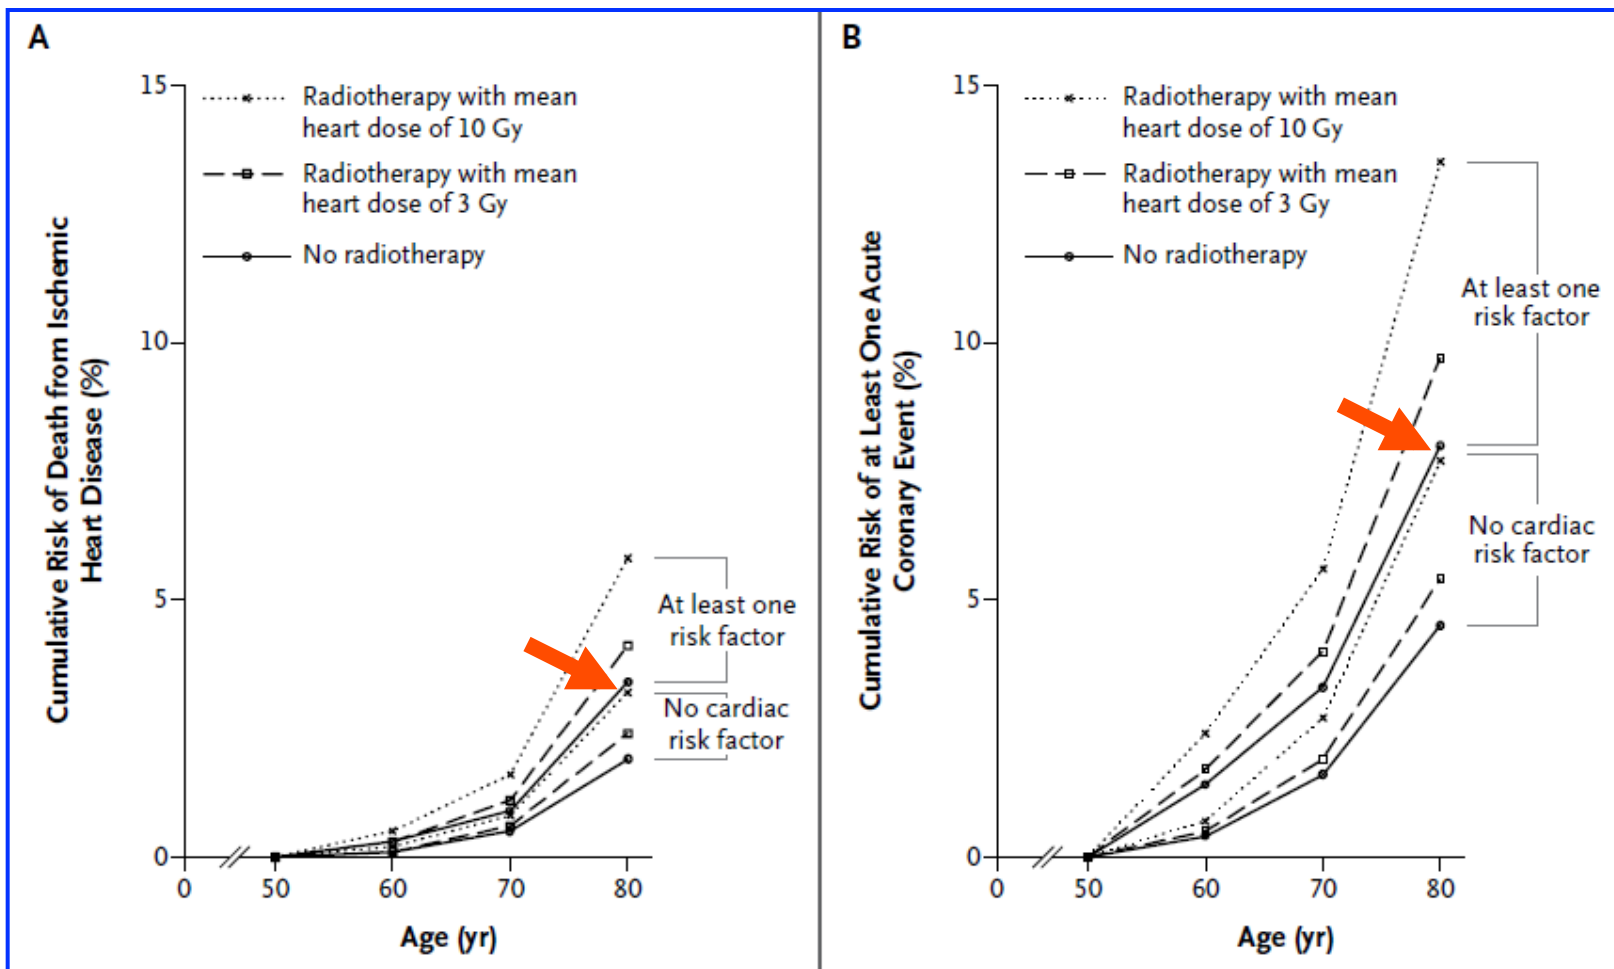 A
15
Radiotherapy with mean
heart dose of 10 Gy
Radiotherapy with mean
heart dose of 3 Gy
No radiotherapy
10
5
0
Cumulative Risk of Death from Ischemic
Heart Disease (%)
At least one
risk factor
No cardiac
risk factor
0 50 60 70 80
Age (yr)
B
15
Radiotherapy with mean
heart dose of 10 Gy
Radiotherapy with mean
heart dose of 3 Gy
No radiotherapy
10
5
0
Cumulative Risk of at Least One Acute
Coronary Event (%)
At least one
risk factor
No cardiac
risk factor
0 50 60 70 80
Age (yr)